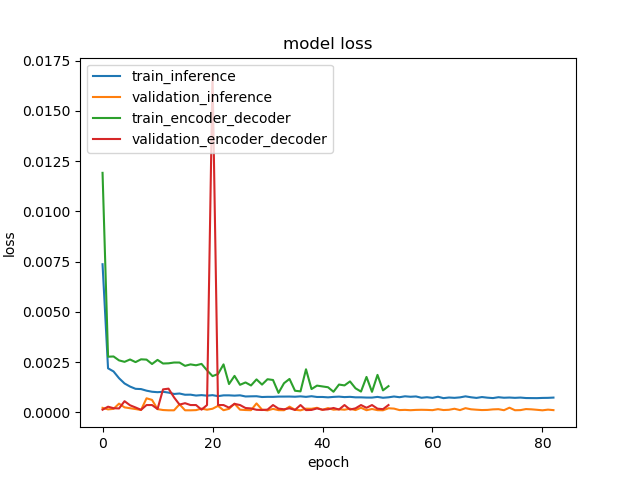 model loss
train_inference
validation_inference
train_encoder_decoder
validation_encoder_decoder
0.0175
0.0150
0.0125
0.0100
0.0075
0.0050
0.0025
0.0000
loss
0 20 40 60 80
epoch